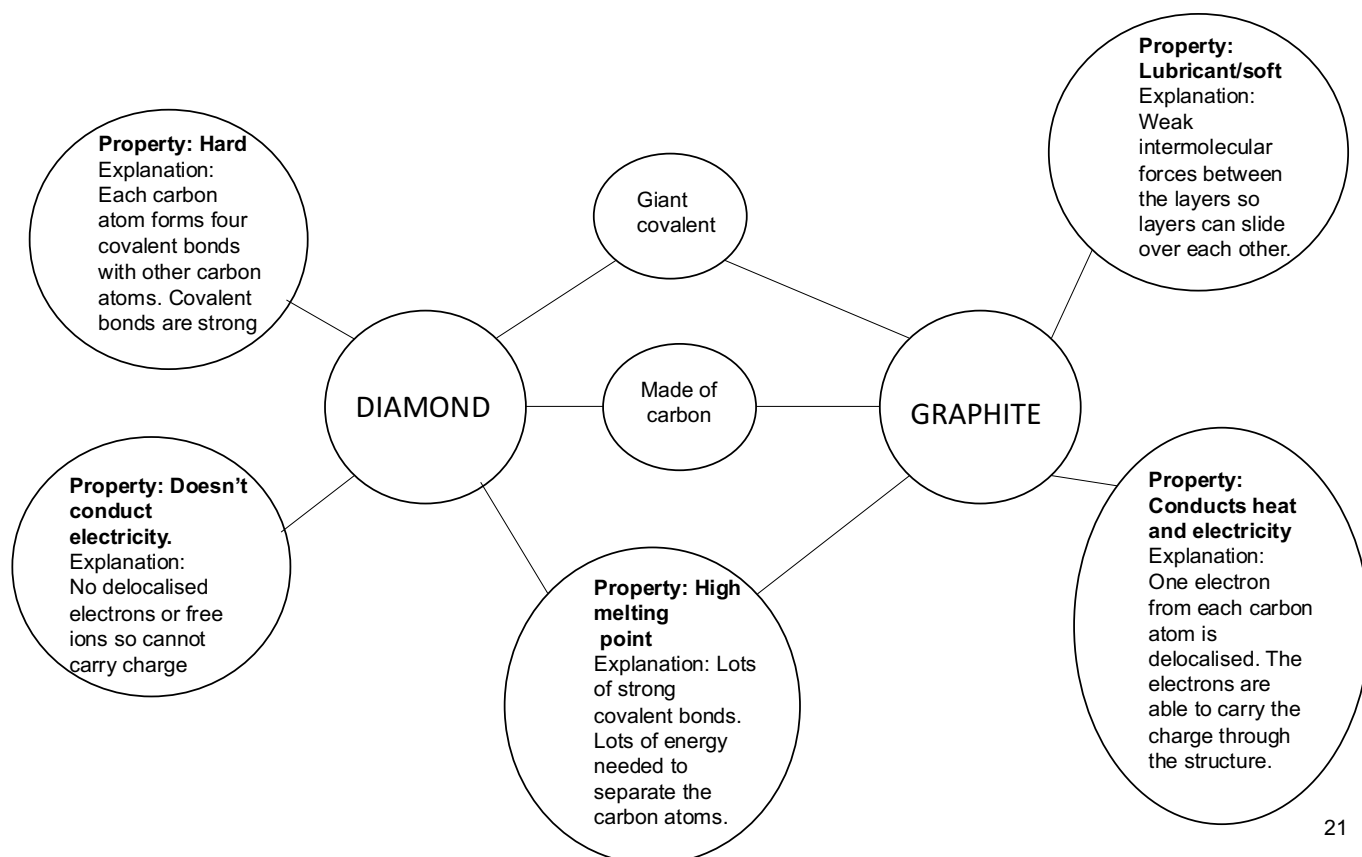 Property: Hard
Explanation:
Each carbon
atom forms four
covalent bonds
with other carbon
atoms. Covalent
bonds are strong
Giant
covalent
Property:
Lubricant/soft
Explanation:
Weak
intermolecular
forces between
the layers so
layers can slide
over each other.
DIAMOND
Made of
carbon
GRAPHITE
Property: Doesn’t
conduct
electricity.
Explanation:
No delocalised
electrons or free
ions so cannot
carry charge
Property: High
melting
point
Explanation: Lots
of strong
covalent bonds.
Lots of energy
needed to
separate the
carbon atoms.
Property:
Conducts heat
and electricity
Explanation:
One electron
from each carbon
atom is
delocalised. The
electrons are
able to carry the
charge through
the structure.
21